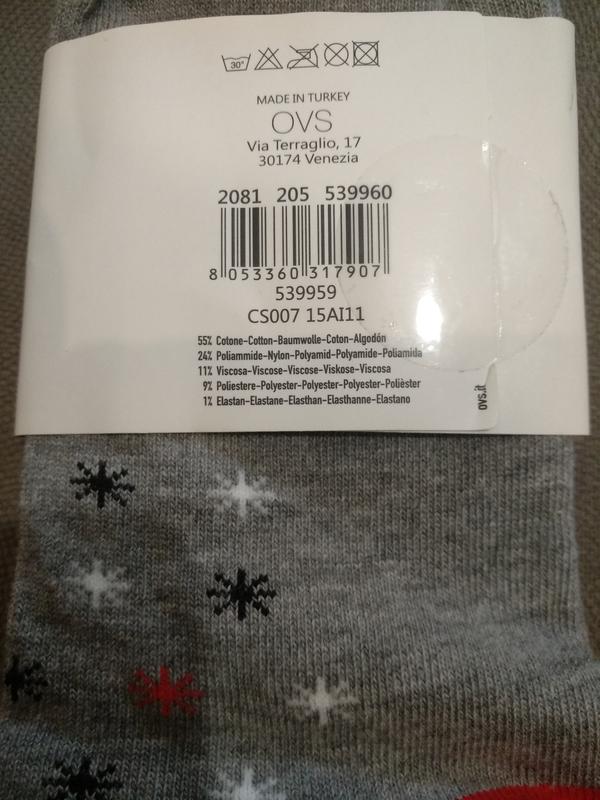 30°
MADE IN TURKEY
OVS
Via Terraglio, 17
30174 Venezia
2081 205 539960
8 053360 317907
539959
CS007 15AI11
55% Cotone-Cotton-Baumwolle-Coton-Algodón
24% Poliammide-Nylon-Polyamid-Polyamide-Poliamida
11% Viscosa-Viscose-Viscose-Viskose-Viscosa
9% Poliestere-Polyester-Polyester-Polyester-Polièster
1% Elastan-Elastane-Elasthan-Elasthanne-Elastano
ovs.it